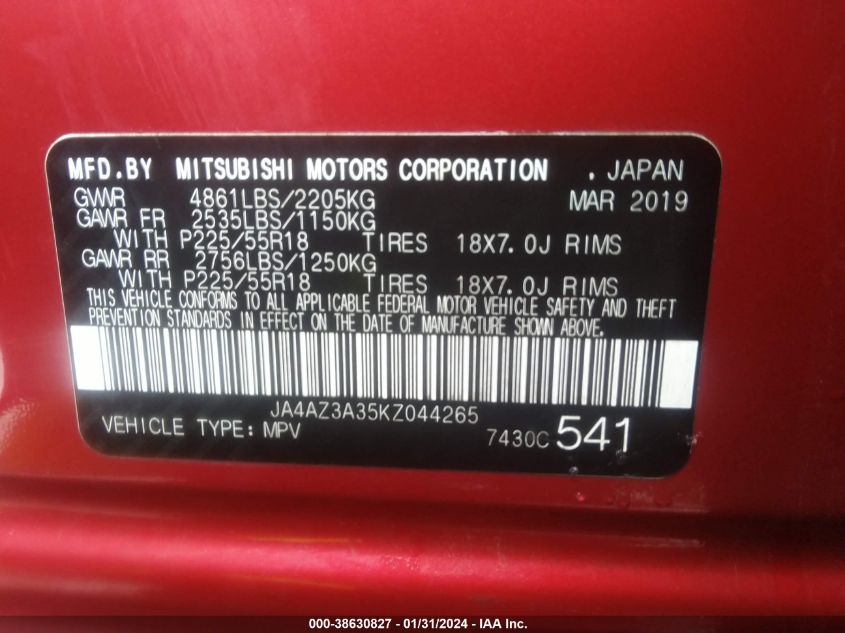 MFD.BY MITSUBISHI MOTORS CORPORATION . JAPAN
GVWR 4861LBS/2205KG MAR 2019
GAWR FR 2535LBS/1150KG
WITH P225/55R18 TIRES 18X7.0J RIMS
GAWR RR 2756LBS/1250KG
WITH P225/55R18 TIRES 18X7.0J RIMS
THIS VEHICLE CONFORMS TO ALL APPLICABLE FEDERAL MOTOR VEHICLE SAFETY AND THEFT
PREVENTION STANDARDS IN EFFECT ON THE DATE OF MANUFACTURE SHOWN ABOVE.
JA4AZ3A35KZ044265
VEHICLE TYPE:MPV 7430C 541
000-38630827 - 01/31/2024 - IAA Inc.